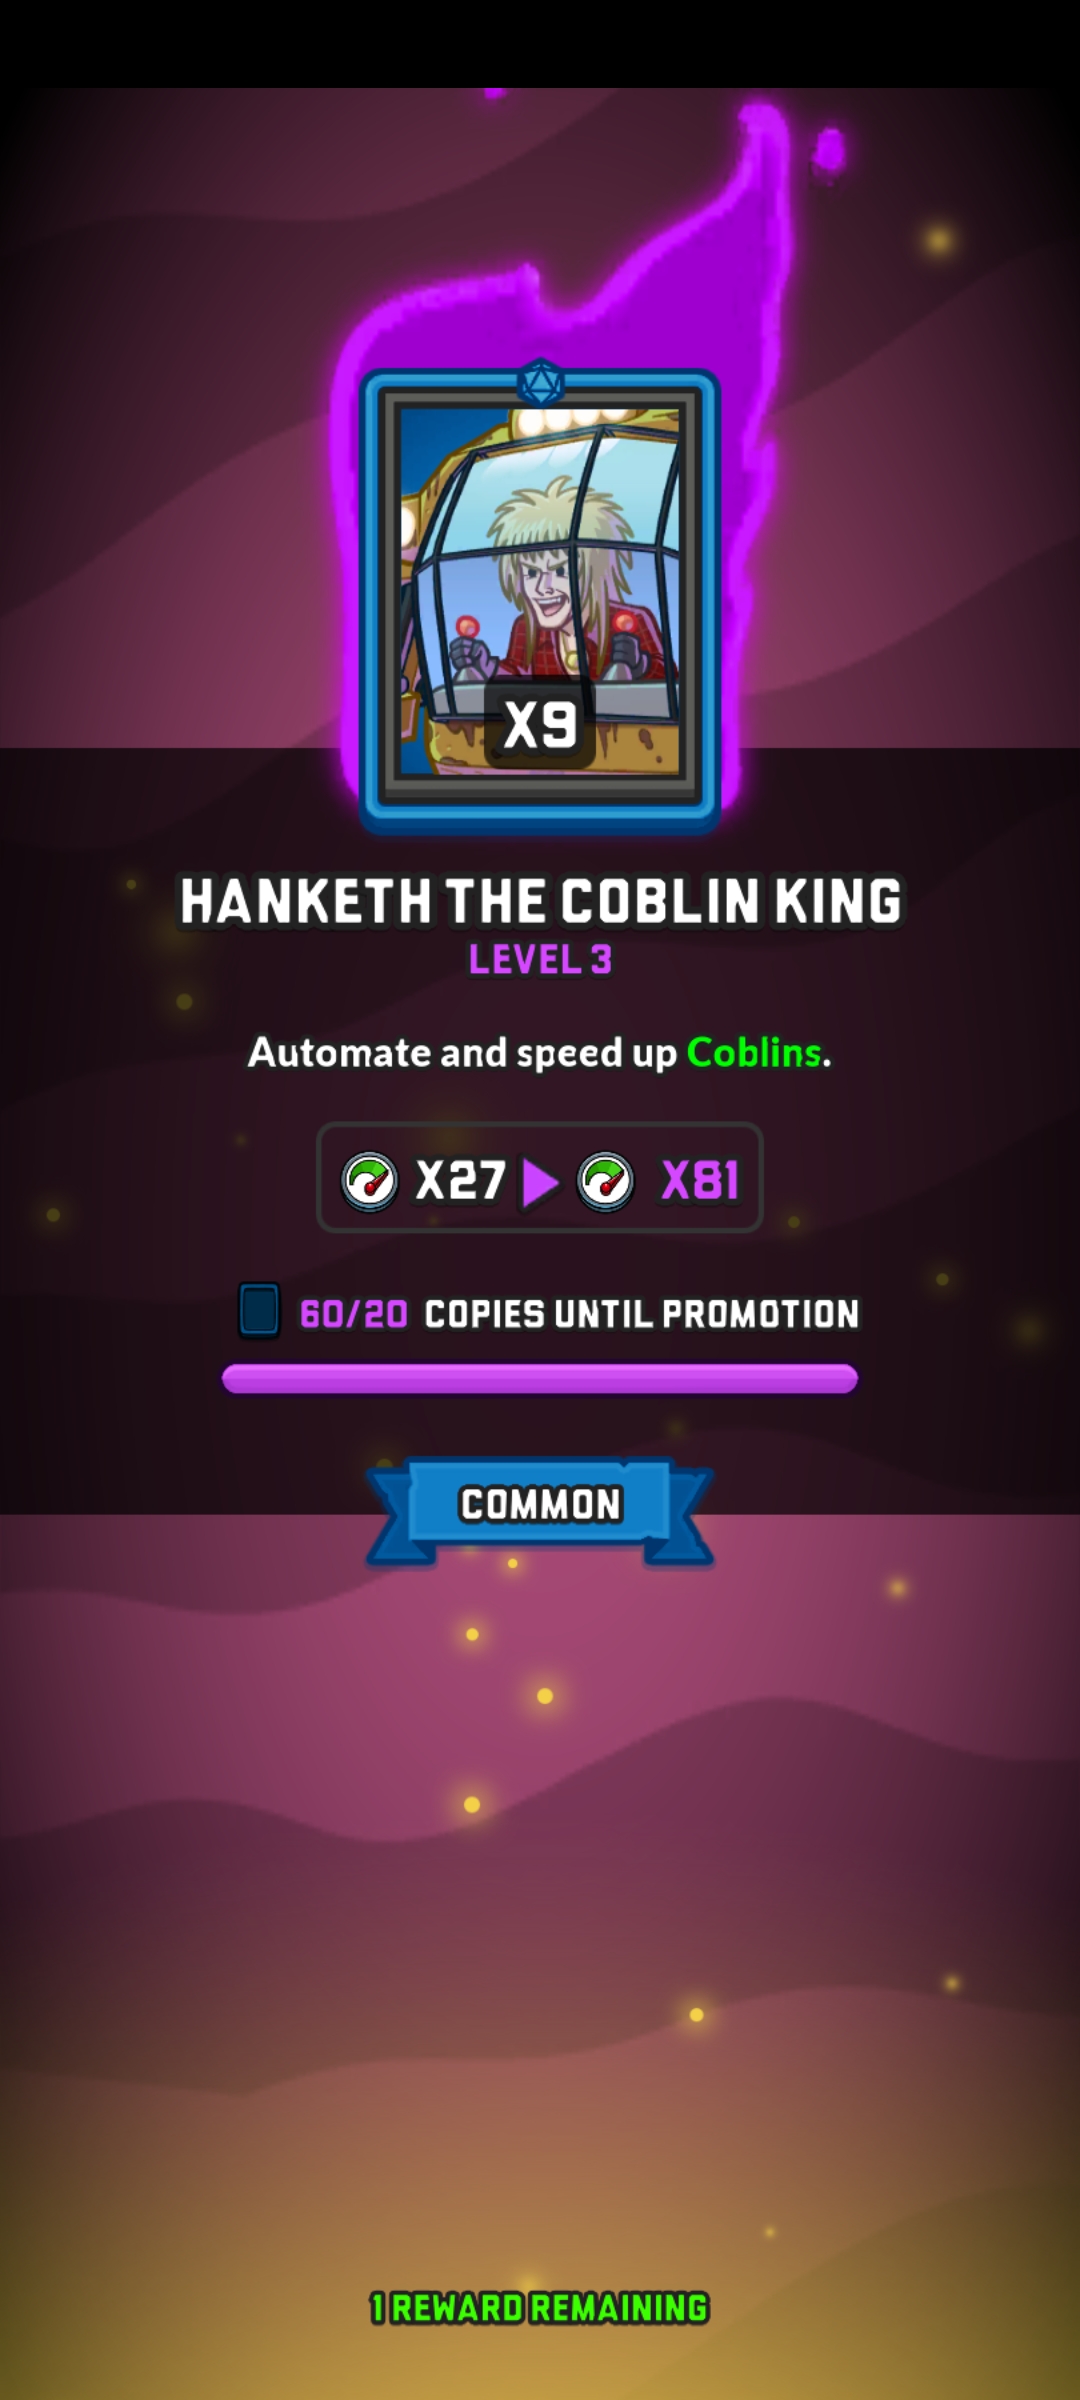 X9
HANKETH THE COBLIN KING
LEVEL 3
Automate and speed up Coblins.
X27 X81
60/20 COPIES UNTIL PROMOTION
COMMON
1 REWARD REMAINING